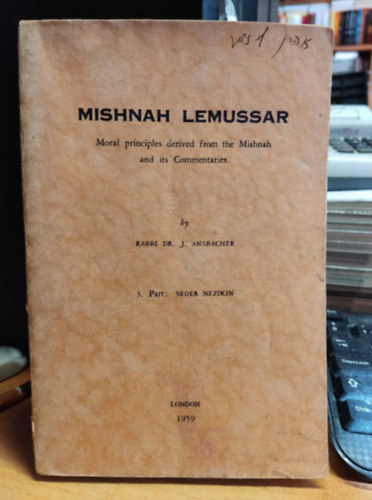 MISHNAH LEMUSSAR
Moral principles derived from the Mishnah
and its Commentaries.
by
RABBI DR. J. ANSBACHER
3. Part: SEDER NEZIKIN
LONDON
1959